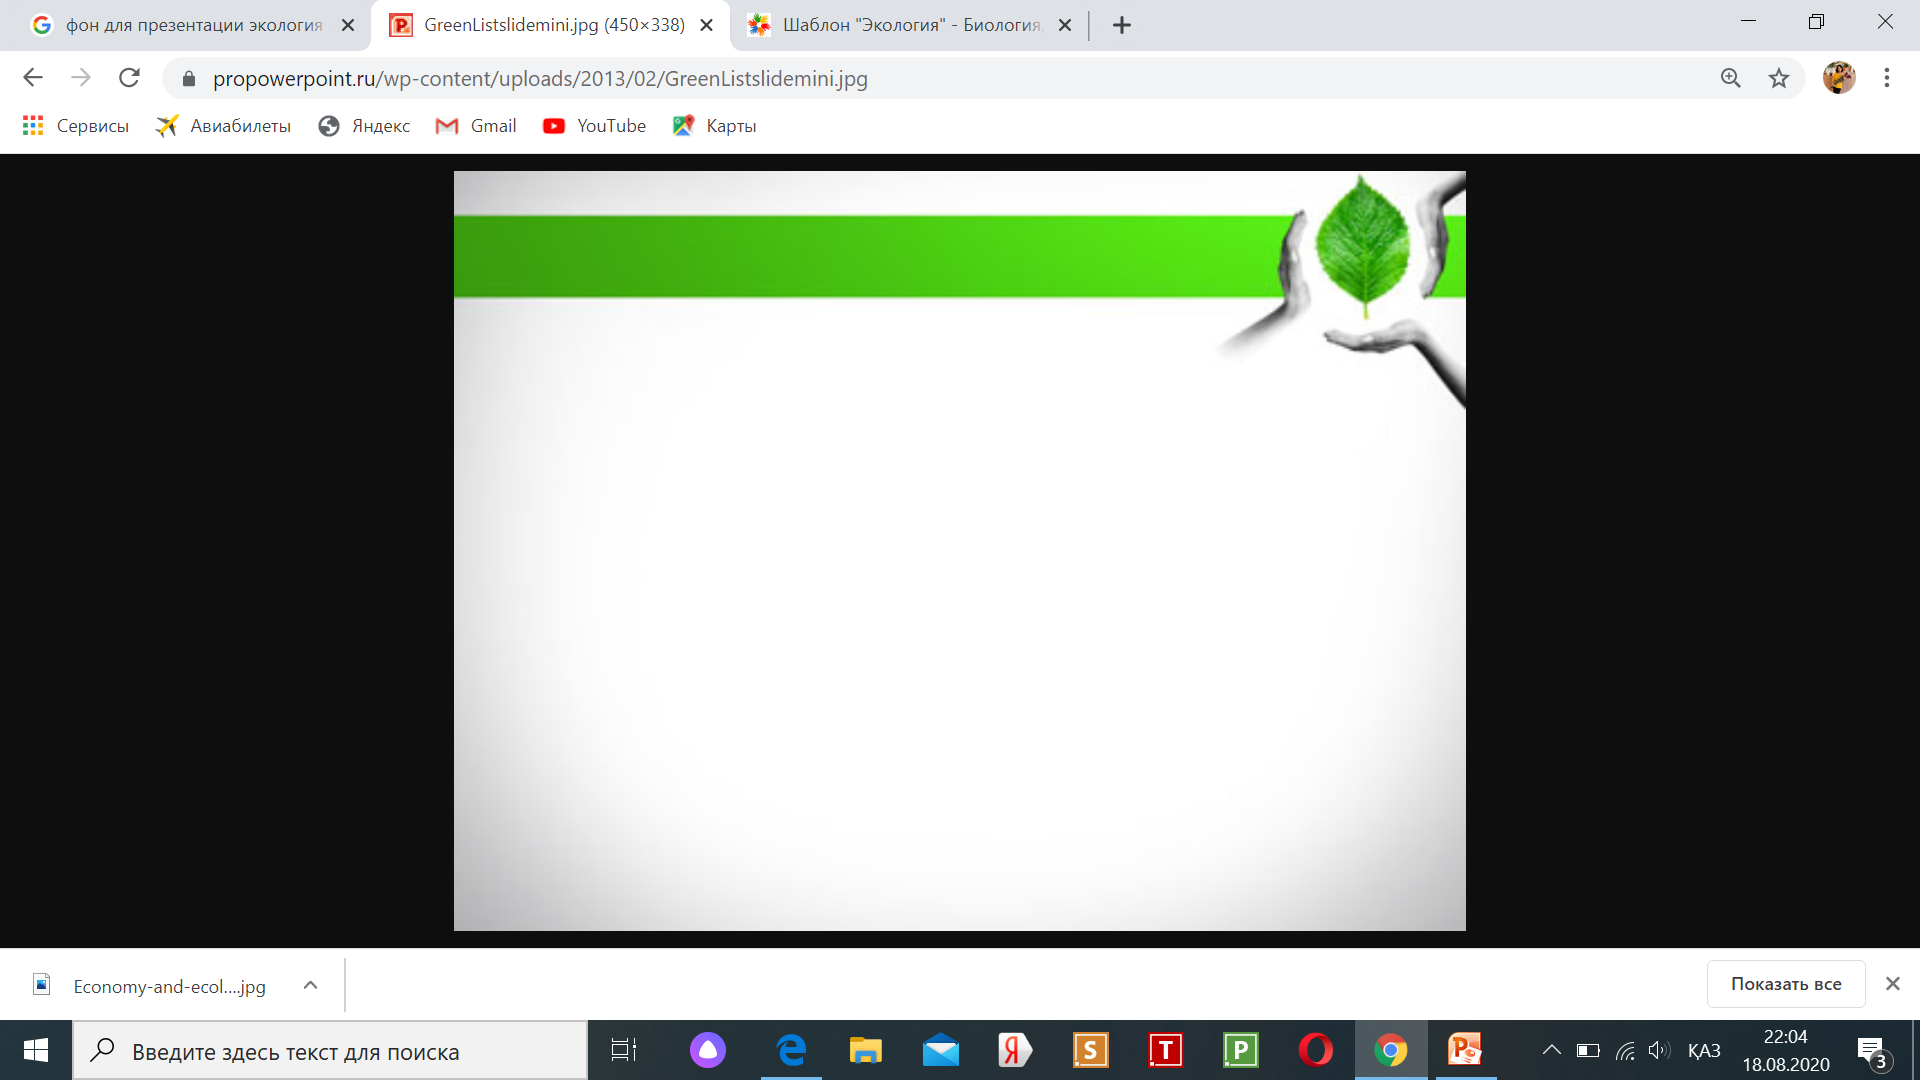 фон для презентации экология
GreenListslidemini.jpg (450×338)
Шаблон "Экология" - Биология,
propowerpoint.ru/wp-content/uploads/2013/02/GreenListslidemini.jpg
Сервисы
Авиабилеты
Яндекс
Gmail
YouTube
Карты
Economy-and-ecol....jpg
Показать все
Введите здесь текст для поиска
Я
S
T
P
ҚАЗ
22:04
18.08.2020
3